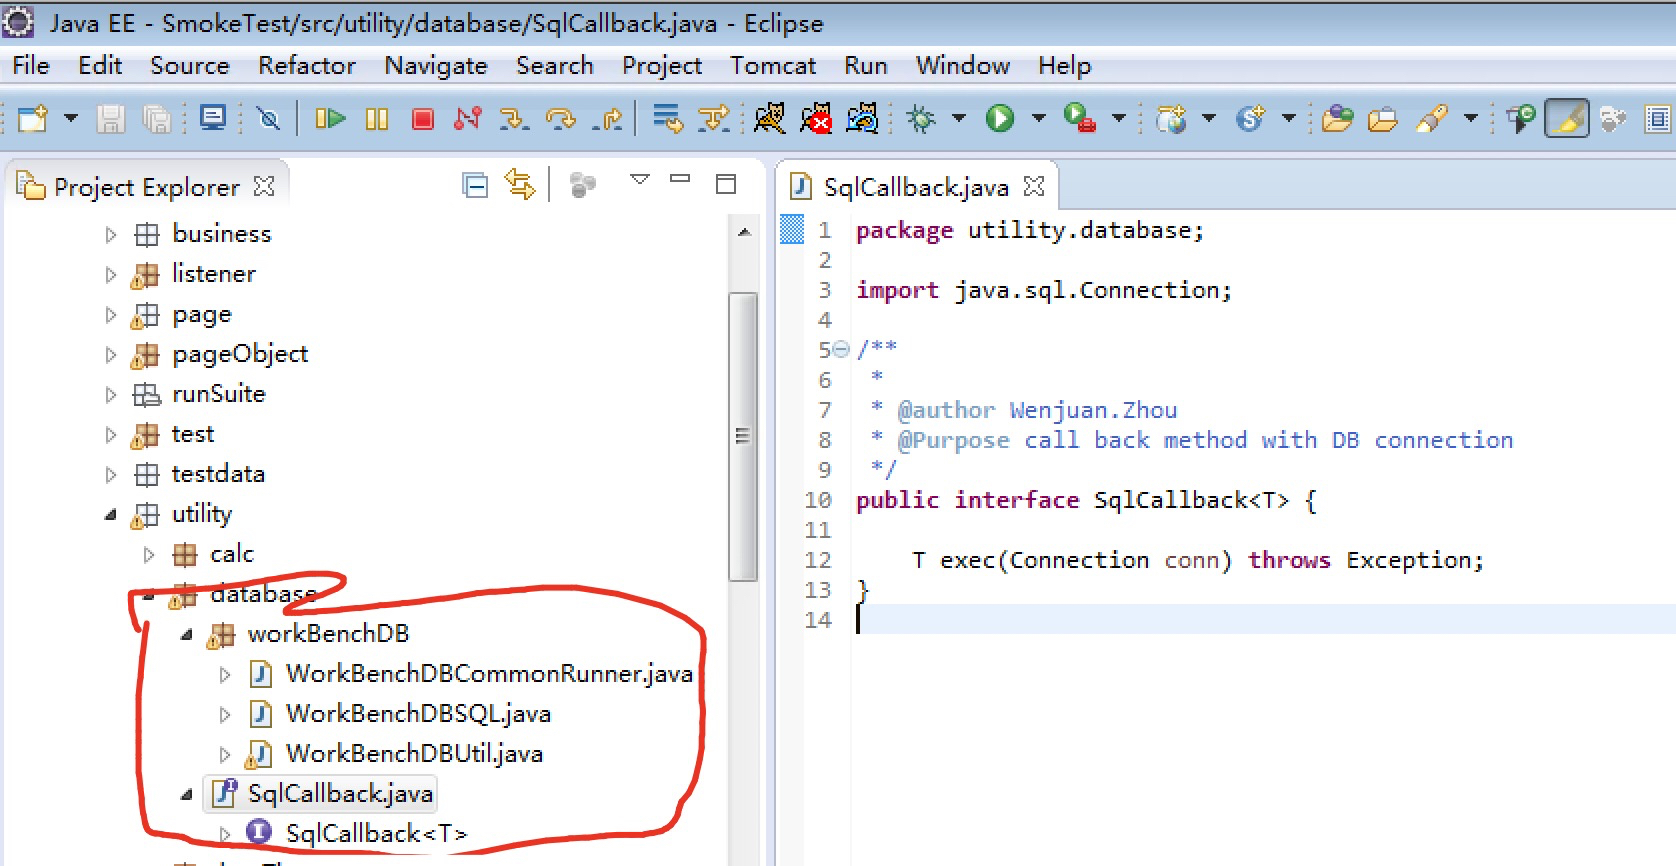 Java EE - SmokeTest/src/utility/database/SqlCallback.java - Eclipse
File Edit Source Refactor Navigate Search Project Tomcat Run Window Help
Project Explorer
business
listener
page
pageObject
runSuite
test
testdata
utility
calc
database
workBenchDB
WorkBenchDBCommonRunner.java
WorkBenchDBSQL.java
WorkBenchDBUtil.java
SqlCallback.java
SqlCallback<T>
SqlCallback.java
1 package utility.database;
2
3 import java.sql.Connection;
4
5 /**
6  *
7  * @author Wenjuan.Zhou
8  * @Purpose call back method with DB connection
9  */
10 public interface SqlCallback<T> {
11
12     T exec(Connection conn) throws Exception;
13 }
14